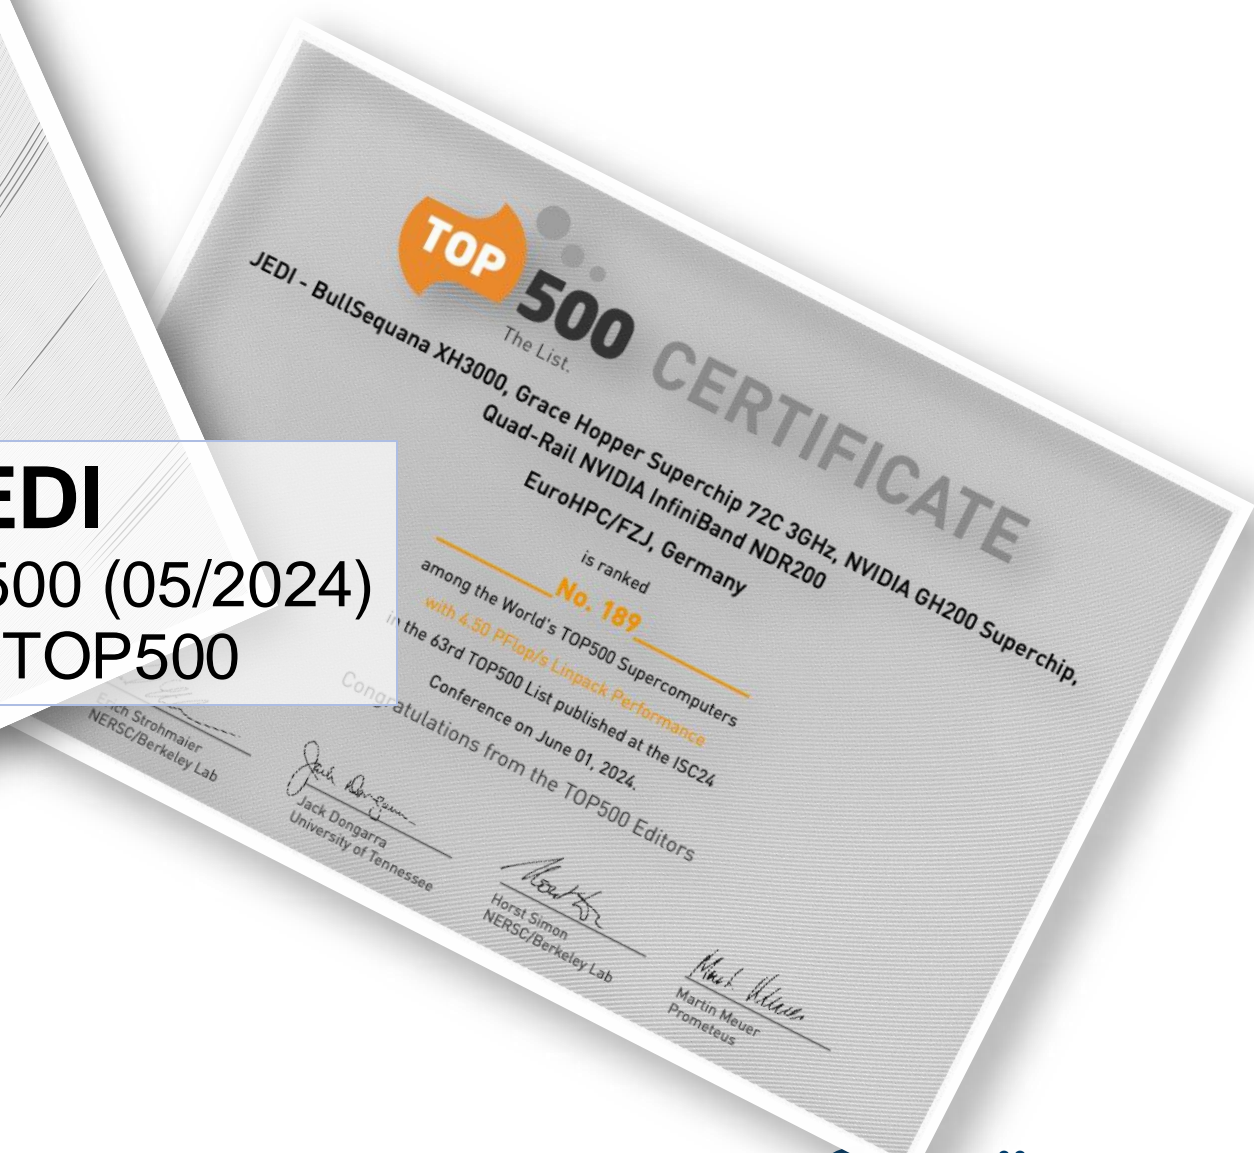 TOP
500
The List.
CERTIFICATE
JEDI - BullSequana XH3000, Grace Hopper Superchip 72C 3GHz, NVIDIA GH200 Superchip,
Quad-Rail NVIDIA InfiniBand NDR200
EuroHPC/FZJ, Germany
is ranked
No. 189
among the World's TOP500 Supercomputers
with 4.50 PFlop/s Linpack Performance
in the 63rd TOP500 List published at the ISC24
Conference on June 01, 2024.
Congratulations from the TOP500 Editors
Erich Strohmaier
NERSC/Berkeley Lab
Jack Dongarra
University of Tennessee
Horst Simon
NERSC/Berkeley Lab
Martin Meuer
Prometeus
EDI
500 (05/2024)
TOP500